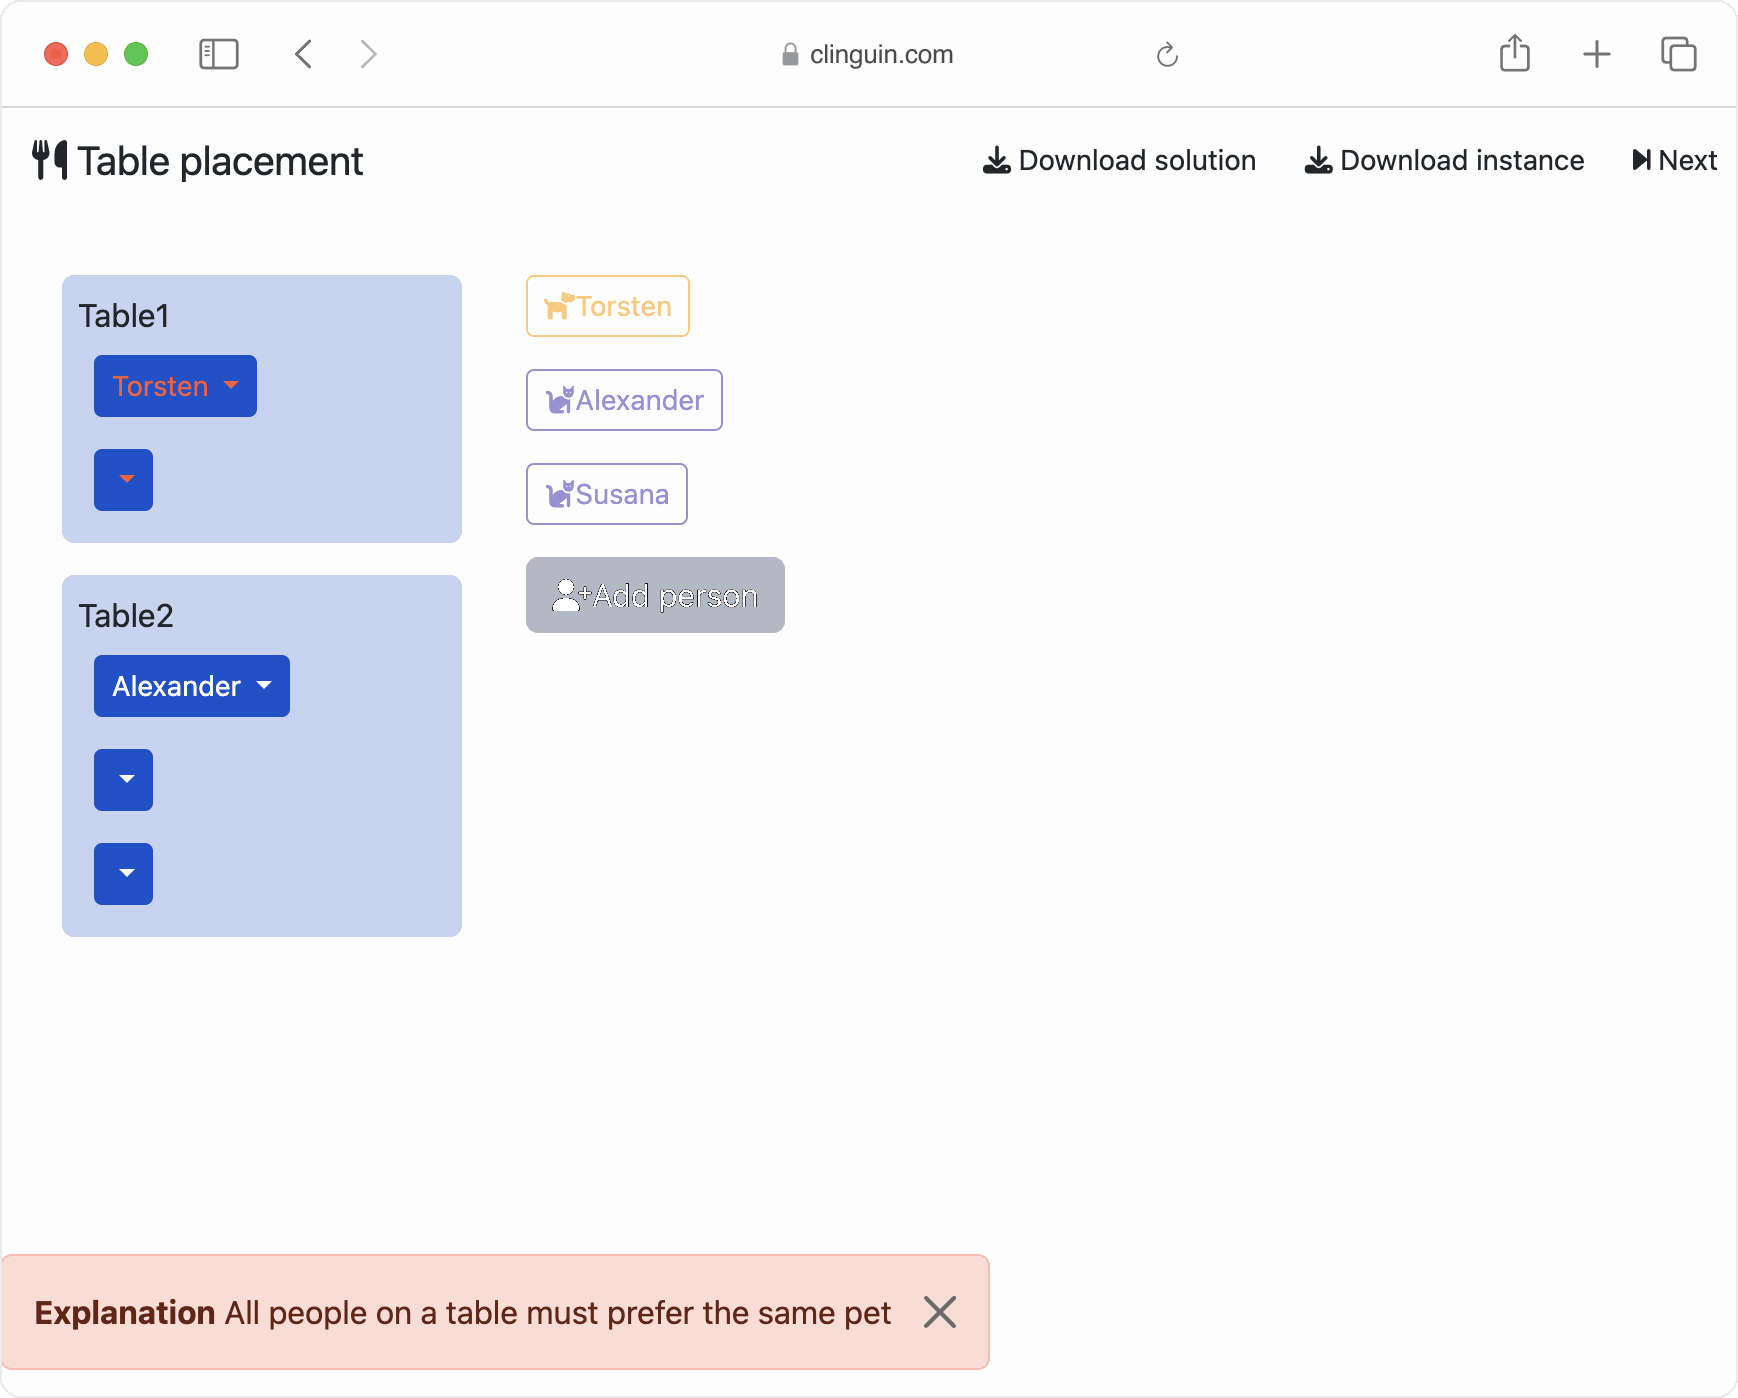 clinguin.com
Table placement
Download solution
Download instance
Next
Table1
Torsten
Table2
Alexander
Torsten
Alexander
Susana
Add person
Explanation All people on a table must prefer the same pet